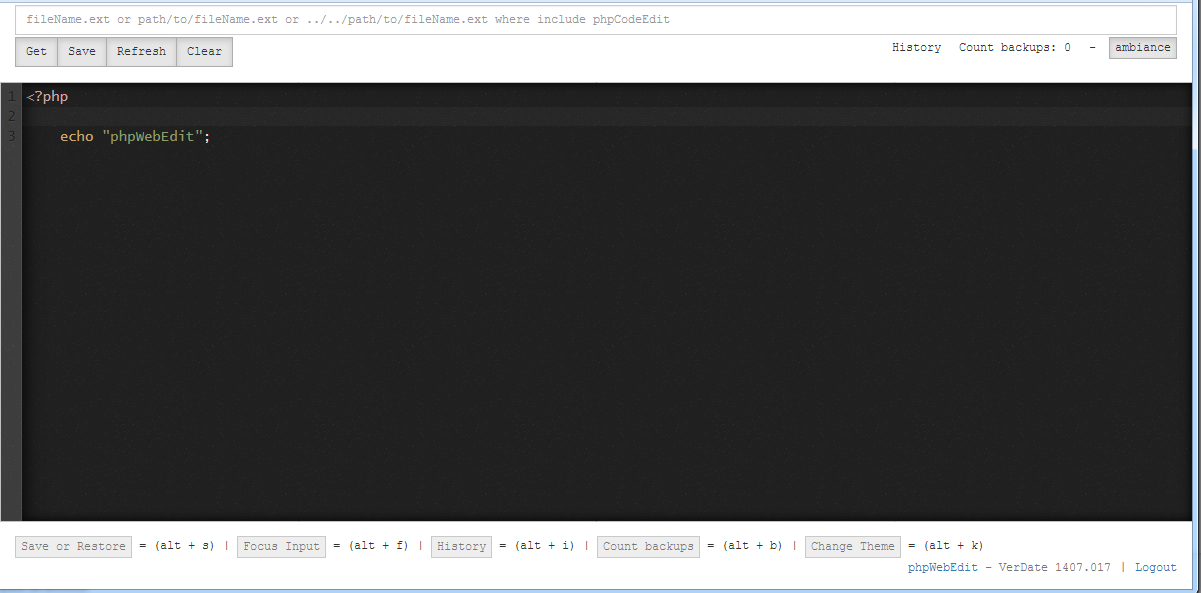 fileName.ext or path/to/fileName.ext or ../../path/to/fileName.ext where include phpCodeEdit
Get Save Refresh Clear History Count backups: 0 - ambiance
1 <?php
2
3 echo "phpWebEdit";
Save or Restore = (alt + s) | Focus Input = (alt + f) | History = (alt + i) | Count backups = (alt + b) | Change Theme = (alt + k)
phpWebEdit - VerDate 1407.017 | Logout